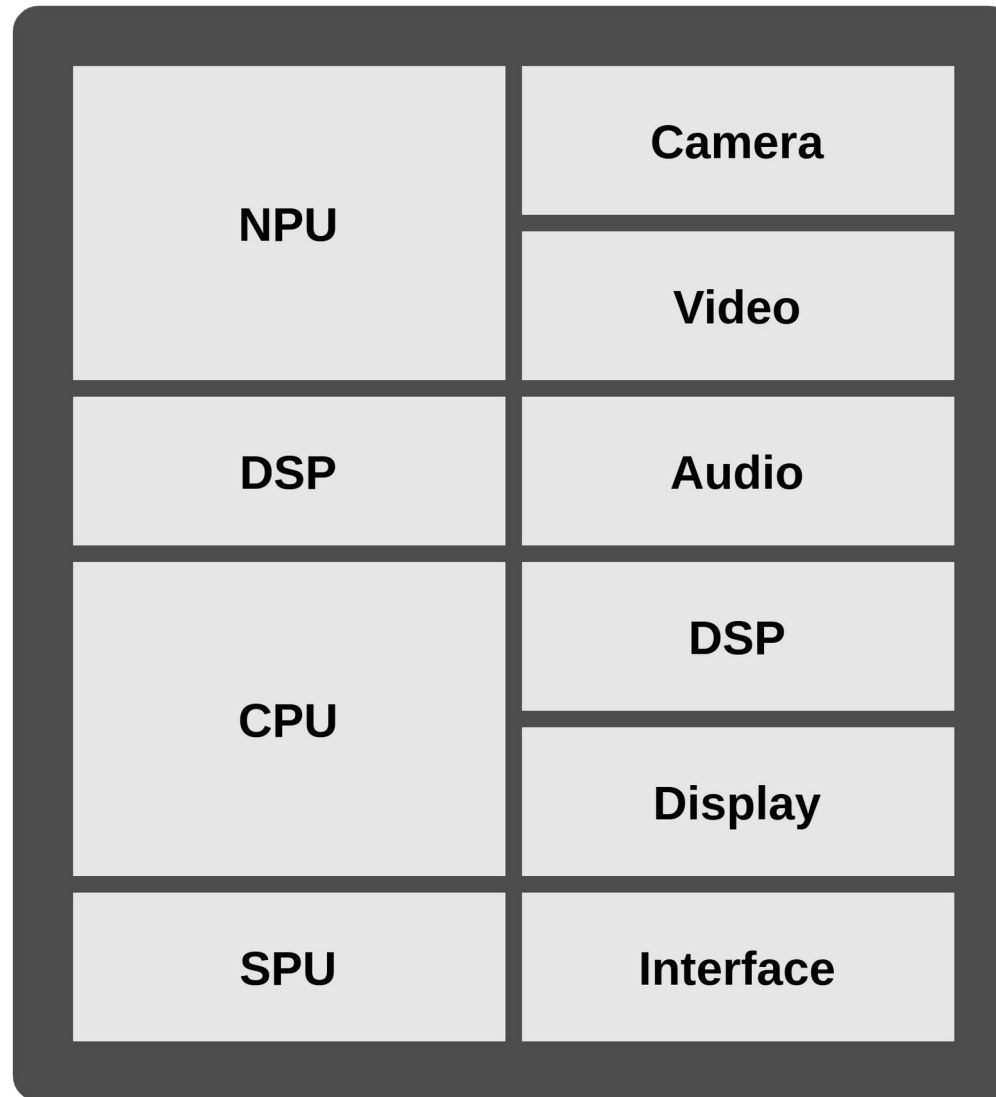 NPU
Camera
Video
DSP
Audio
CPU
DSP
Display
SPU
Interface